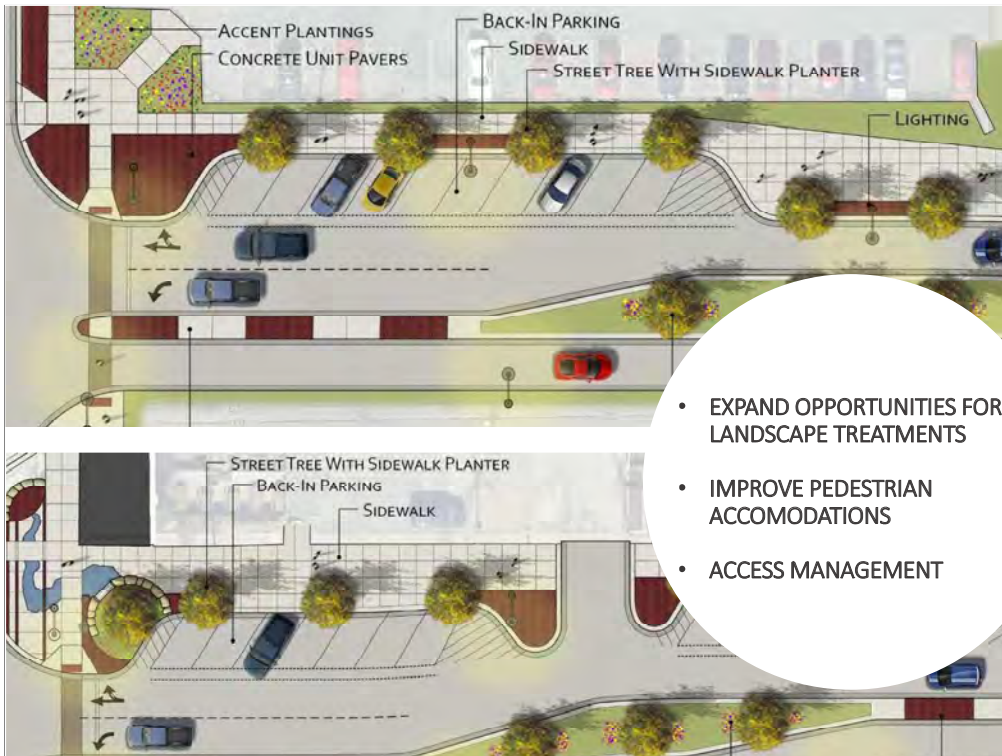 ACCENT PLANTINGS
CONCRETE UNIT PAVERS
BACK-IN PARKING
SIDEWALK
STREET TREE WITH SIDEWALK PLANTER
LIGHTING
• EXPAND OPPORTUNITIES FOR
LANDSCAPE TREATMENTS
• IMPROVE PEDESTRIAN
ACCOMODATIONS
• ACCESS MANAGEMENT
STREET TREE WITH SIDEWALK PLANTER
BACK-IN PARKING
SIDEWALK